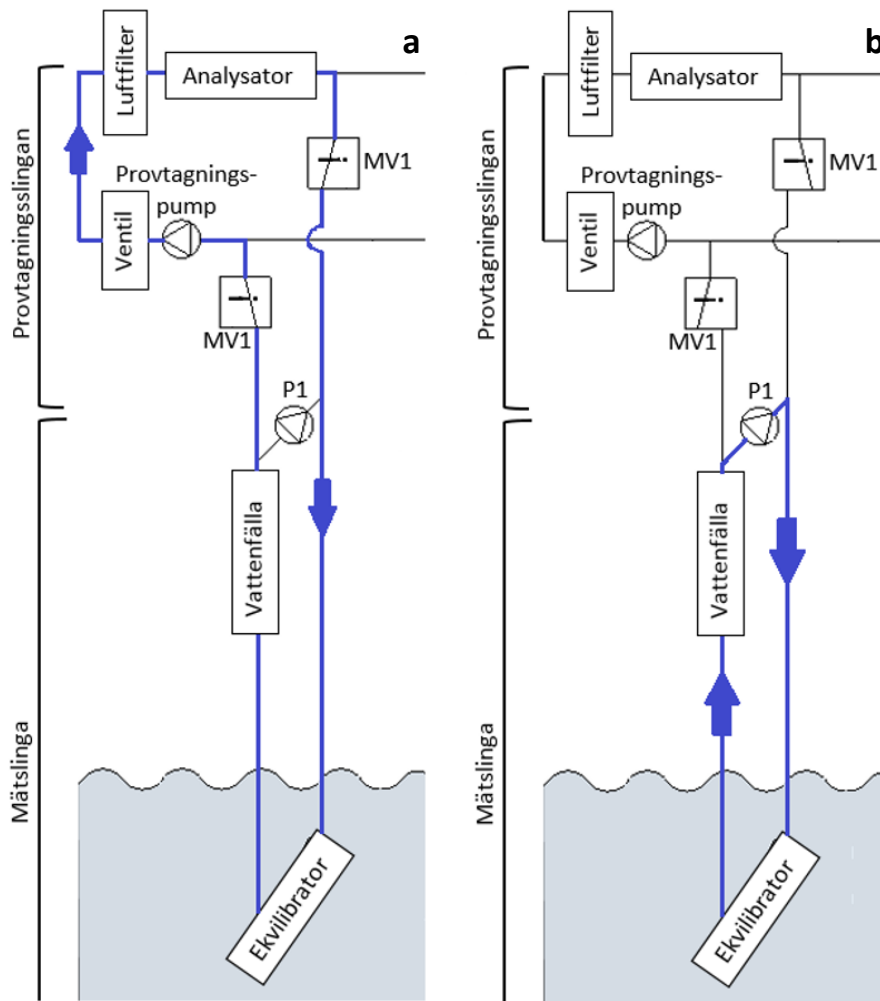 a
Luftfilter
Analysator
MV1
Provtagnings-
pump
Ventil
MV1
P1
Vattenfälla
Ekvilibrator
Provtagningsslingan
Mätslinga
b
Luftfilter
Analysator
MV1
Provtagnings-
pump
Ventil
MV1
P1
Vattenfälla
Ekvilibrator
Provtagningsslingan
Mätslinga